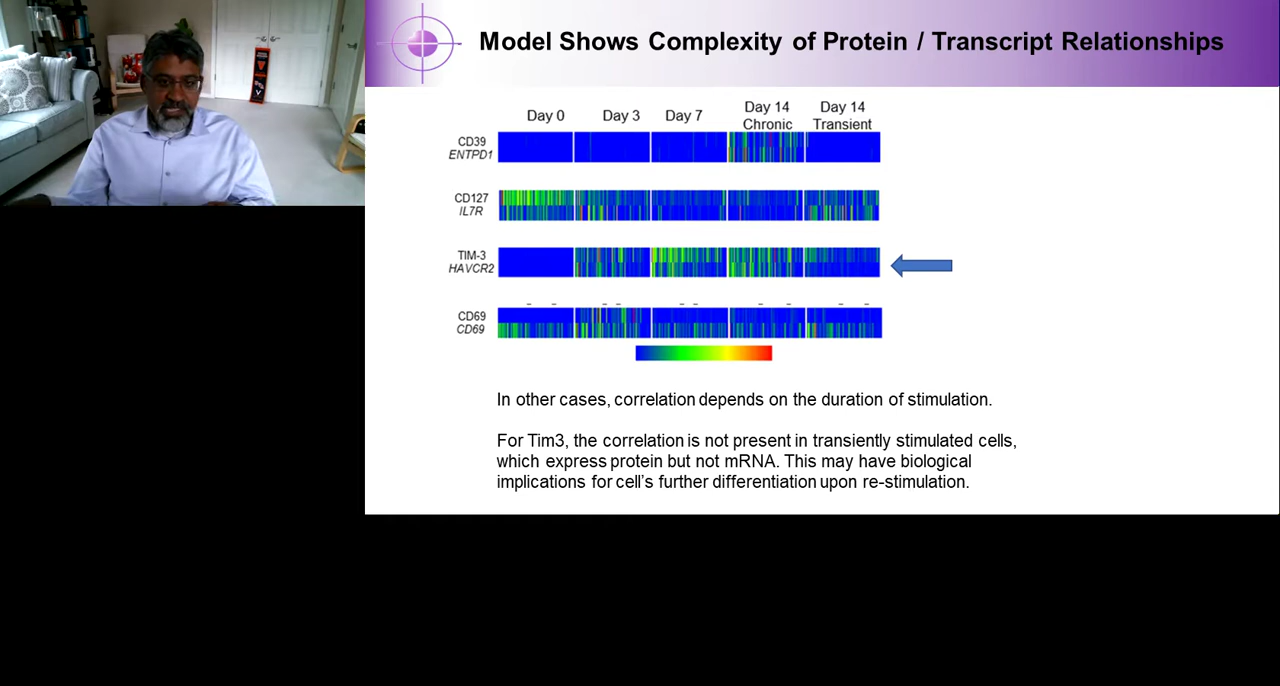 Model Shows Complexity of Protein / Transcript Relationships
Day 0
Day 3
Day 7
Day 14
Chronic
Day 14
Transient
CD39
ENTPD1
CD127
IL7R
TIM-3
HAVCR2
CD69
CD69
In other cases, correlation depends on the duration of stimulation.
For Tim3, the correlation is not present in transiently stimulated cells,
which express protein but not mRNA. This may have biological
implications for cell's further differentiation upon re-stimulation.